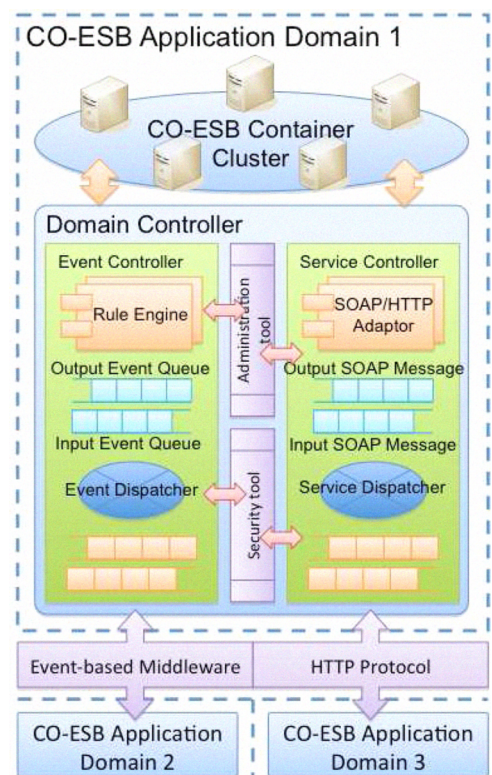 CO-ESB Application Domain 1
CO-ESB Container
Cluster
Domain Controller
Event Controller
Rule Engine
Output Event Queue
Input Event Queue
Event Dispatcher
Administration
tool
Security tool
Service Controller
SOAP/HTTP
Adaptor
Output SOAP Message
Input SOAP Message
Service Dispatcher
Event-based Middleware
HTTP Protocol
CO-ESB Application
Domain 2
CO-ESB Application
Domain 3